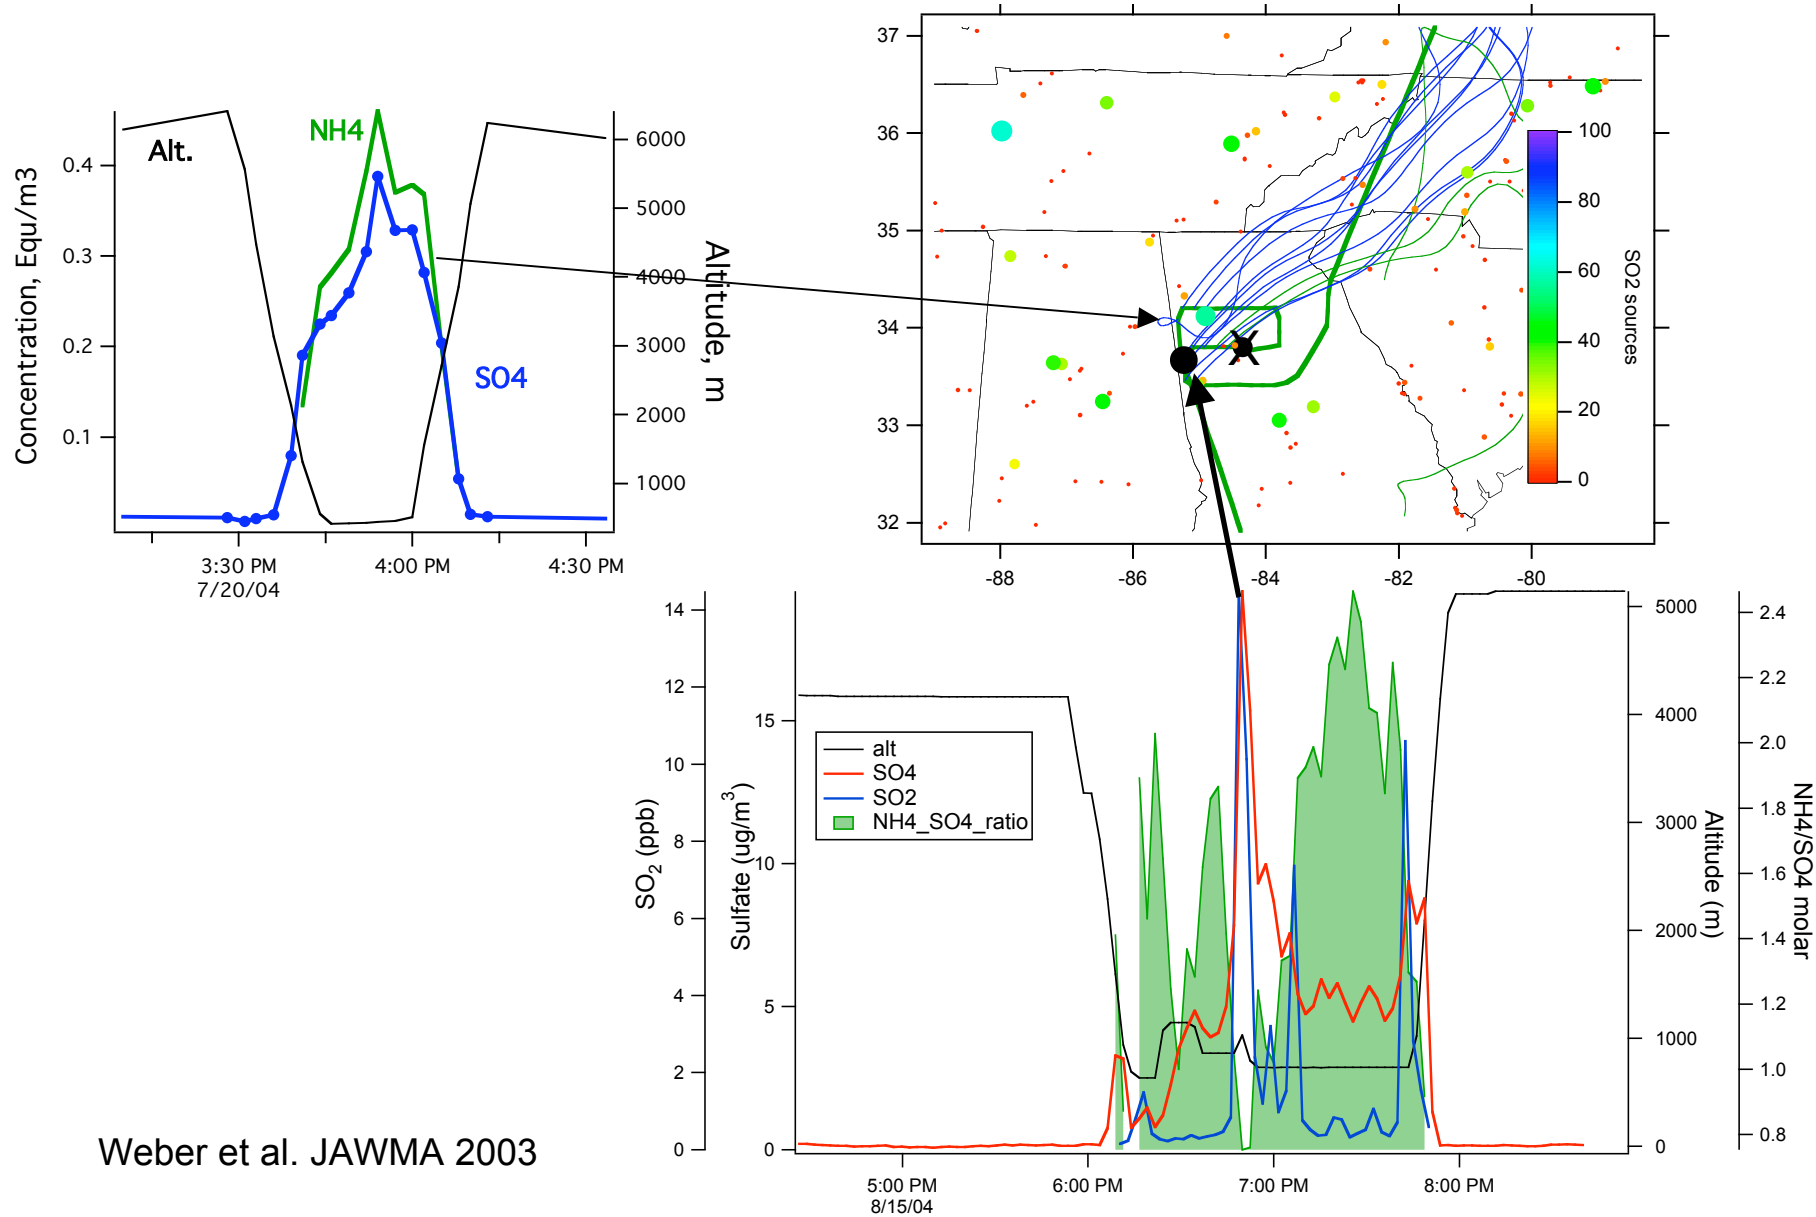 Alt.
NH4
SO4
Concentration, Equ/m3
0.4
0.3
0.2
0.1
6000
5000
4000
3000
2000
1000
Altitude, m
3:30 PM
7/20/04
4:00 PM
4:30 PM
37
36
35
34
33
32
-88
-86
-84
-82
-80
X
100
80
60
40
20
0
SO2 sources
14
12
10
8
6
4
2
0
SO2 (ppb)
15
10
5
0
Sulfate (ug/m3)
alt
SO4
SO2
NH4_SO4_ratio
5000
4000
3000
2000
1000
0
Altitude (m)
2.4
2.2
2.0
1.8
1.6
1.4
1.2
1.0
0.8
NH4/SO4 molar
5:00 PM
8/15/04
6:00 PM
7:00 PM
8:00 PM
Weber et al. JAWMA 2003